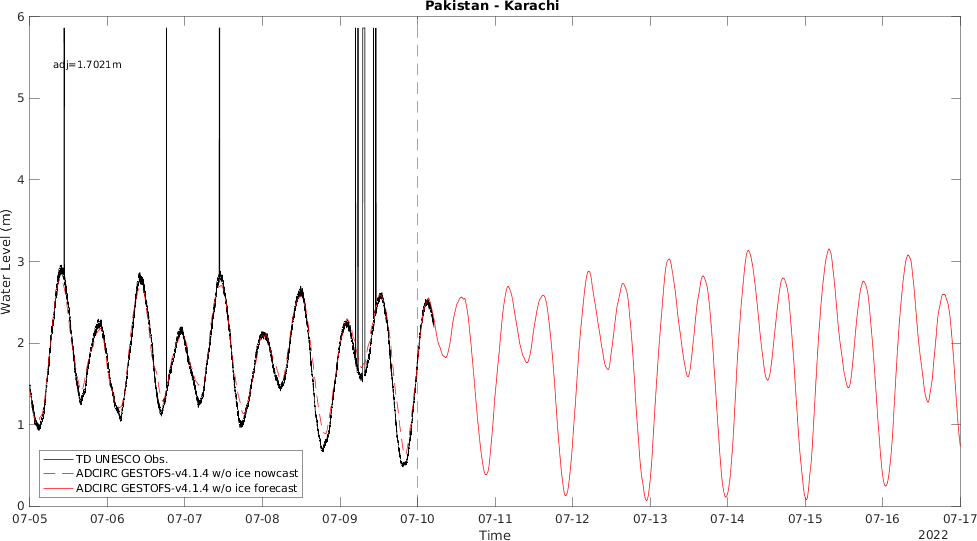 Pakistan - Karachi
6
5
4
3
2
1
0
adj=1.7021m
Water Level (m)
TD UNESCO Obs.
ADCIRC GESTOFS-v4.1.4 w/o ice nowcast
ADCIRC GESTOFS-v4.1.4 w/o ice forecast
07-05 07-06 07-07 07-08 07-09 07-10 07-11 07-12 07-13 07-14 07-15 07-16 07-17
Time
2022